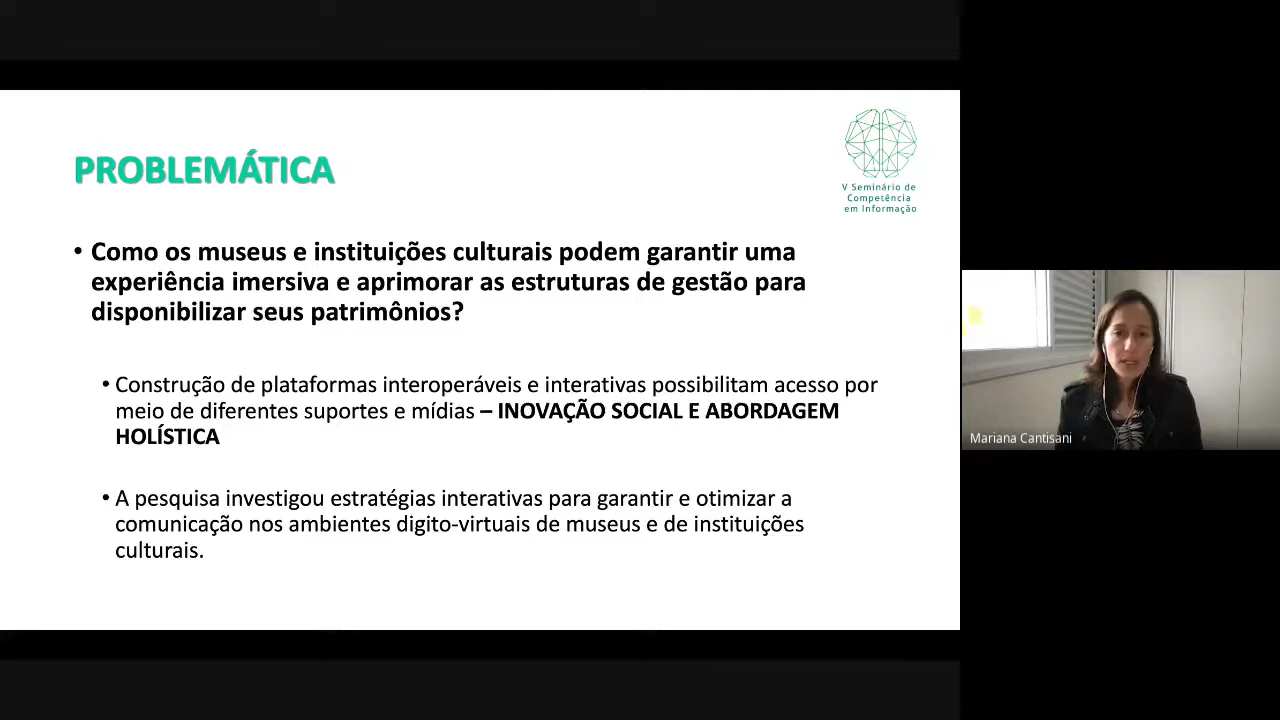 PROBLEMÁTICA
V Seminário de
Competência
em Informação
• Como os museus e instituições culturais podem garantir uma
experiência imersiva e aprimorar as estruturas de gestão para
disponibilizar seus patrimônios?
• Construção de plataformas interoperáveis e interativas possibilitam acesso por
meio de diferentes suportes e mídias – INOVAÇÃO SOCIAL E ABORDAGEM
HOLÍSTICA
• A pesquisa investigou estratégias interativas para garantir e otimizar a
comunicação nos ambientes digito-virtuais de museus e de instituições
culturais.
Mariana Cantisani